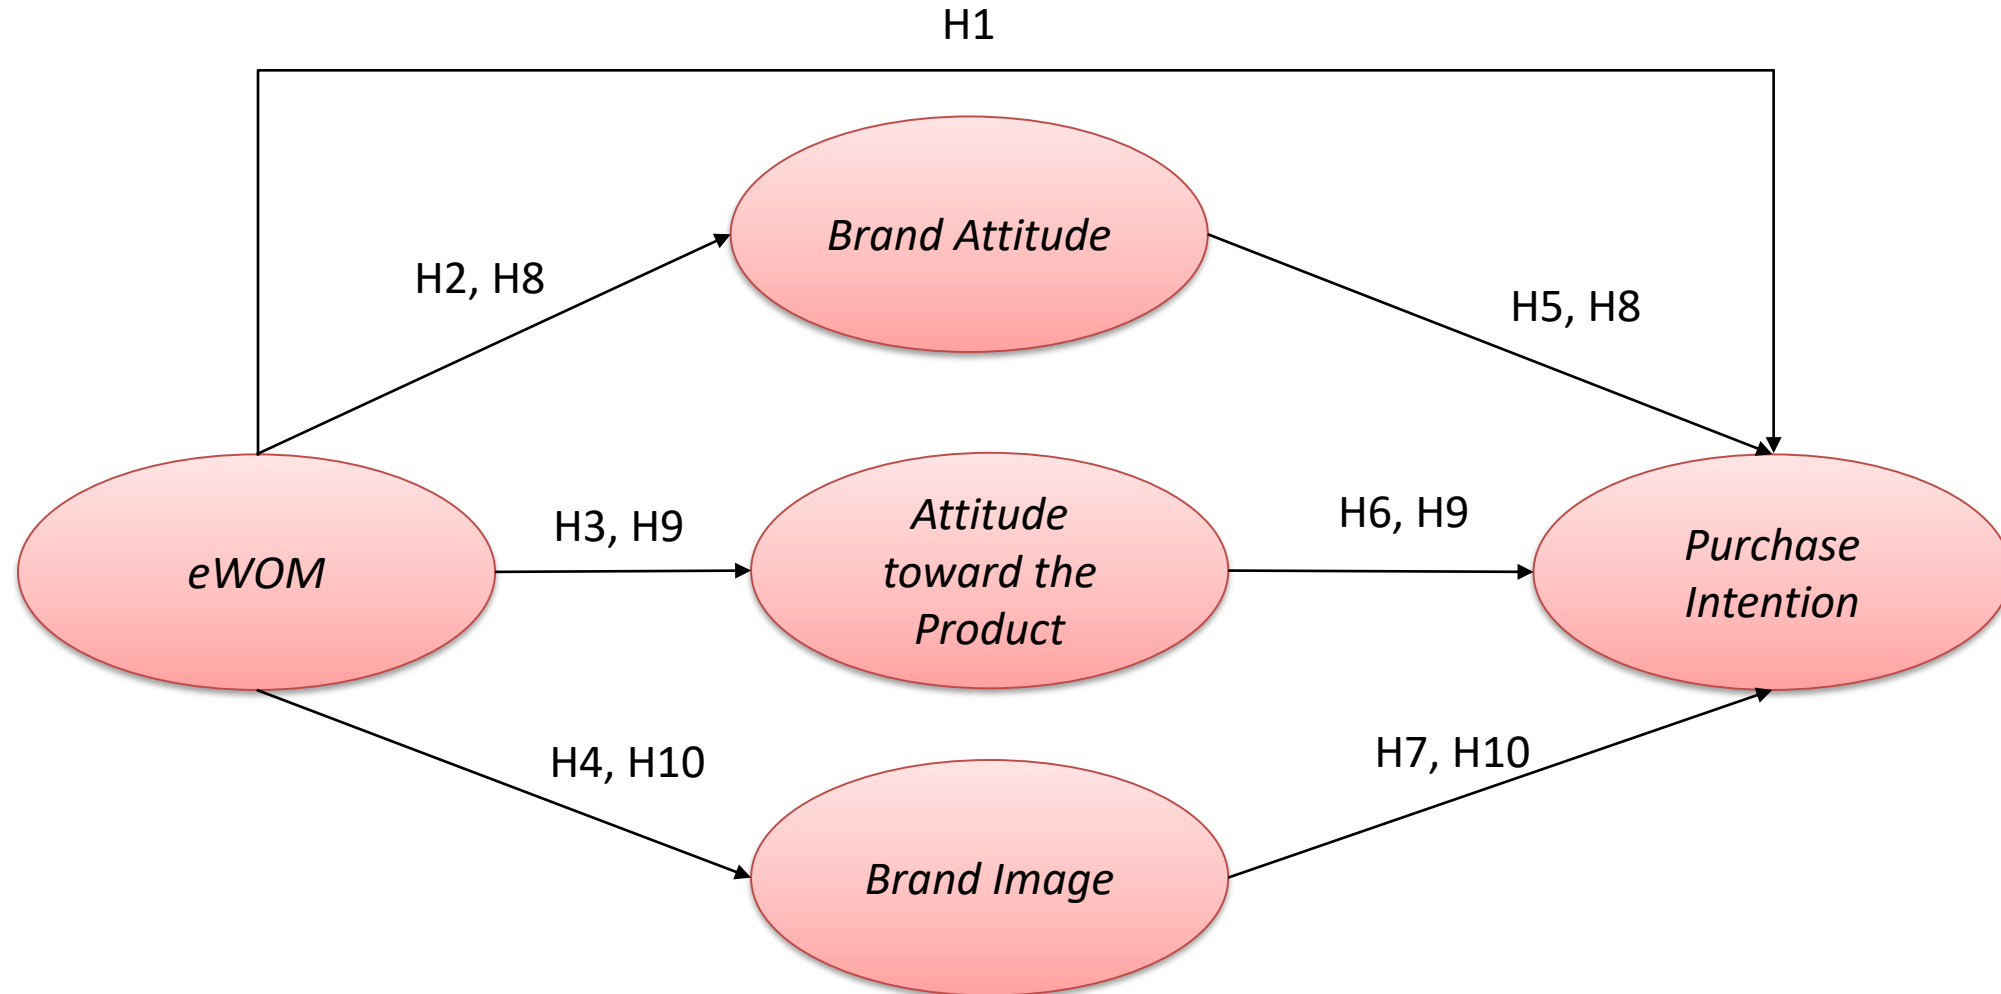 H1
Brand Attitude
H2, H8
H5, H8
Attitude
toward the
Product
H3, H9
H6, H9
eWOM
Purchase
Intention
H4, H10
H7, H10
Brand Image